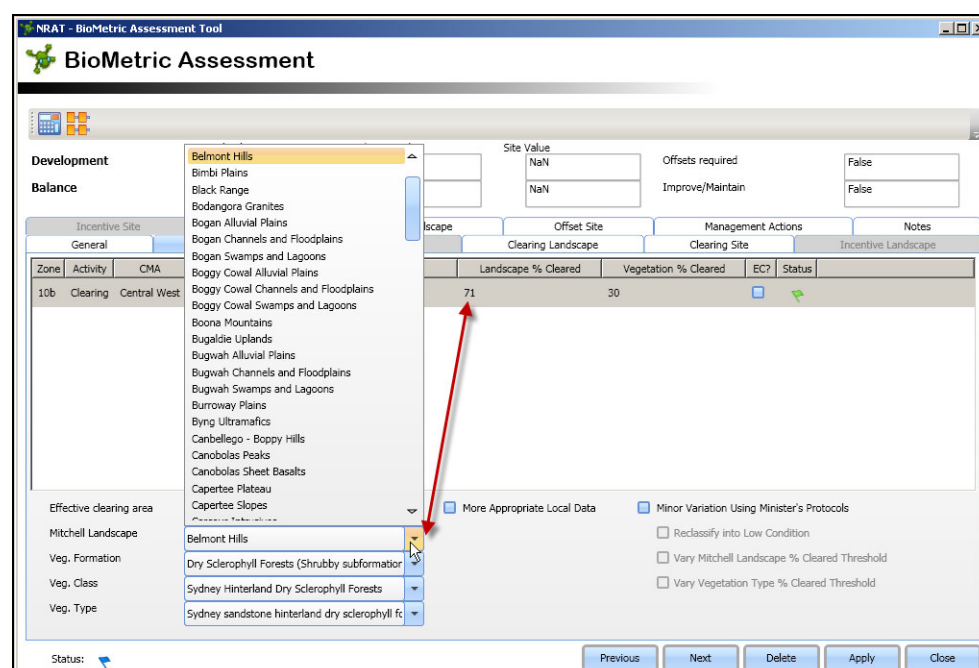 NRAT - BioMetric Assessment Tool
BioMetric Assessment
Site Value
Development NaN Offsets required False
Balance NaN Improve/Maintain False
Incentive Site Offset Site Management Actions Notes
General Clearing Landscape Clearing Site Incentive Landscape
Zone Activity CMA Landscape % Cleared Vegetation % Cleared EC? Status
10b Clearing Central West 71 30
Belmont Hills
Bimbi Plains
Black Range
Bodangora Granites
Bogan Alluvial Plains
Bogan Channels and Floodplains
Bogan Swamps and Lagoons
Boggy Cowal Alluvial Plains
Boggy Cowal Channels and Floodplains
Boggy Cowal Swamps and Lagoons
Boona Mountains
Bugaldie Uplands
Bugwah Alluvial Plains
Bugwah Channels and Floodplains
Bugwah Swamps and Lagoons
Burroway Plains
Byng Ultramafics
Canbellego - Boppy Hills
Canobolas Peaks
Canobolas Sheet Basalts
Capertee Plateau
Capertee Slopes
Effective clearing area More Appropriate Local Data Minor Variation Using Minister's Protocols
Mitchell Landscape Belmont Hills Reclassify into Low Condition
Veg. Formation Dry Sclerophyll Forests (Shrubby subformation Vary Mitchell Landscape % Cleared Threshold
Veg. Class Sydney Hinterland Dry Sclerophyll Forests Vary Vegetation Type % Cleared Threshold
Veg. Type Sydney sandstone hinterland dry sclerophyll fc
Status: Previous Next Delete Apply Close